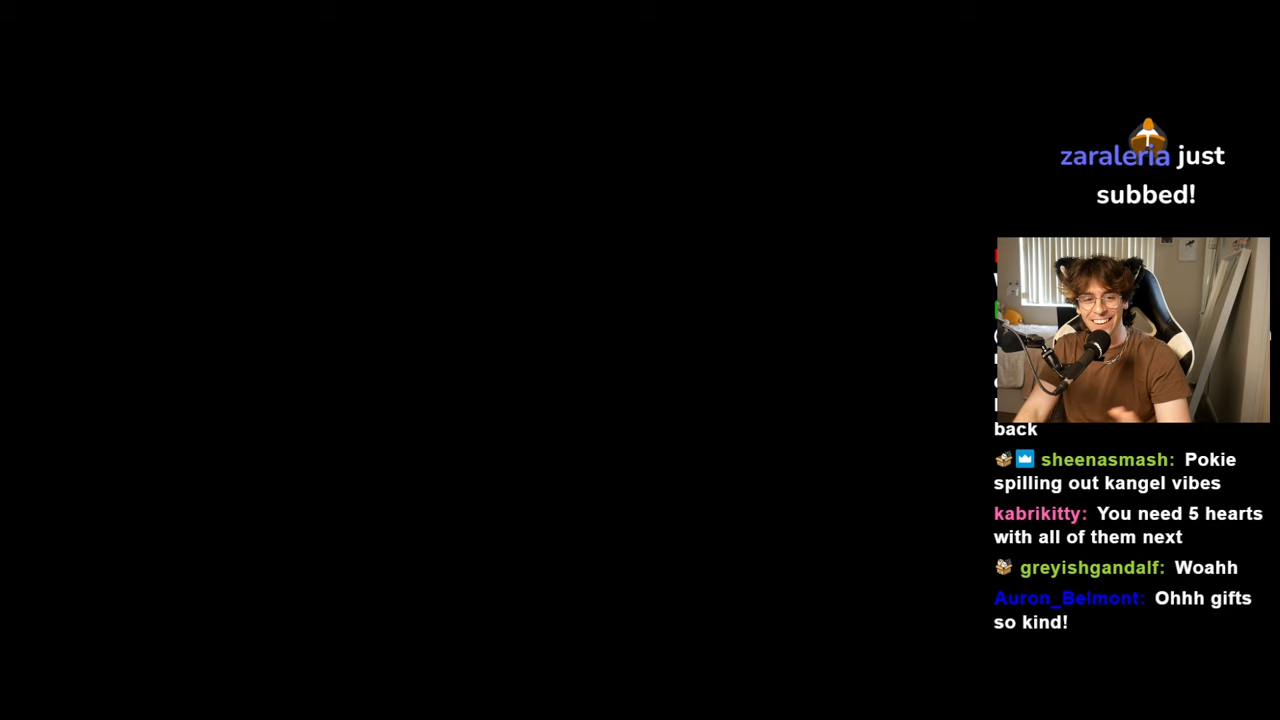 zaraleria just
subbed!
back
sheenasmash: Pokie
spilling out kangel vibes
kabrikitty: You need 5 hearts
with all of them next
greyishgandalf: Woahh
Auron_Belmont: Ohhh gifts
so kind!